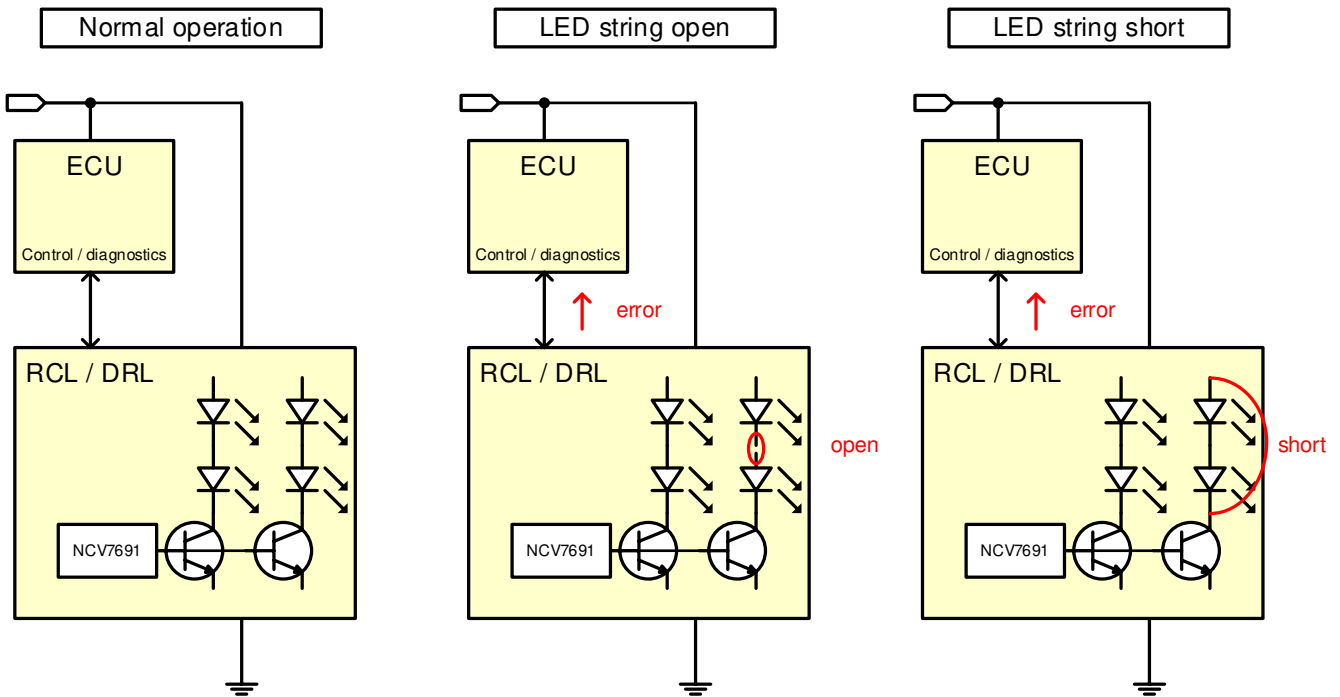 Normal operation
LED string open
LED string short
ECU
Control / diagnostics
RCL / DRL
NCV7691
ECU
Control / diagnostics
error
RCL / DRL
open
NCV7691
ECU
Control / diagnostics
error
RCL / DRL
short
NCV7691